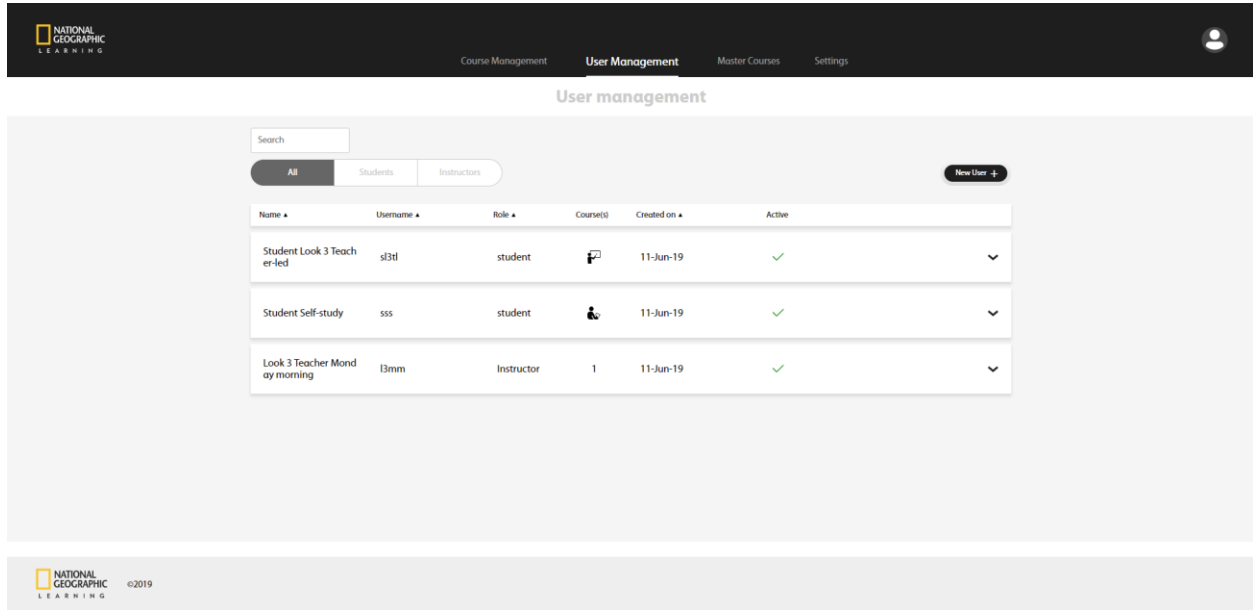 NATIONAL
GEOGRAPHIC
LEARNING
Course Management User Management Master Courses Settings
User management
Search
All Students Instructors
New User +
Name ▲ Username ▲ Role ▲ Course(s) Created on ▲ Active
Student Look 3 Teach
er-led
sl3tl student 11-Jun-19
Student Self-study sss student 11-Jun-19
Look 3 Teacher Mond
ay morning
l3mm Instructor 1 11-Jun-19
NATIONAL
GEOGRAPHIC
LEARNING
©2019